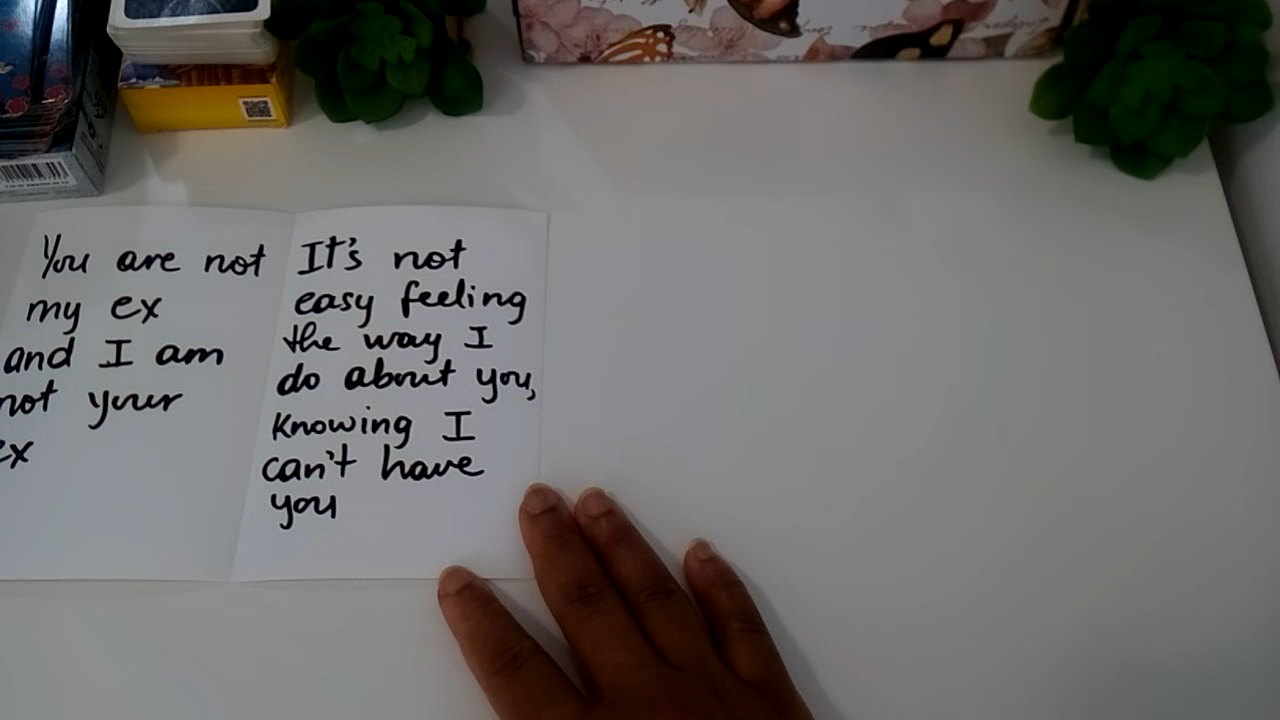 You are not
my ex
and I am
not your
ex
It's not
easy feeling
the way I
do about you,
Knowing I
can't have
you